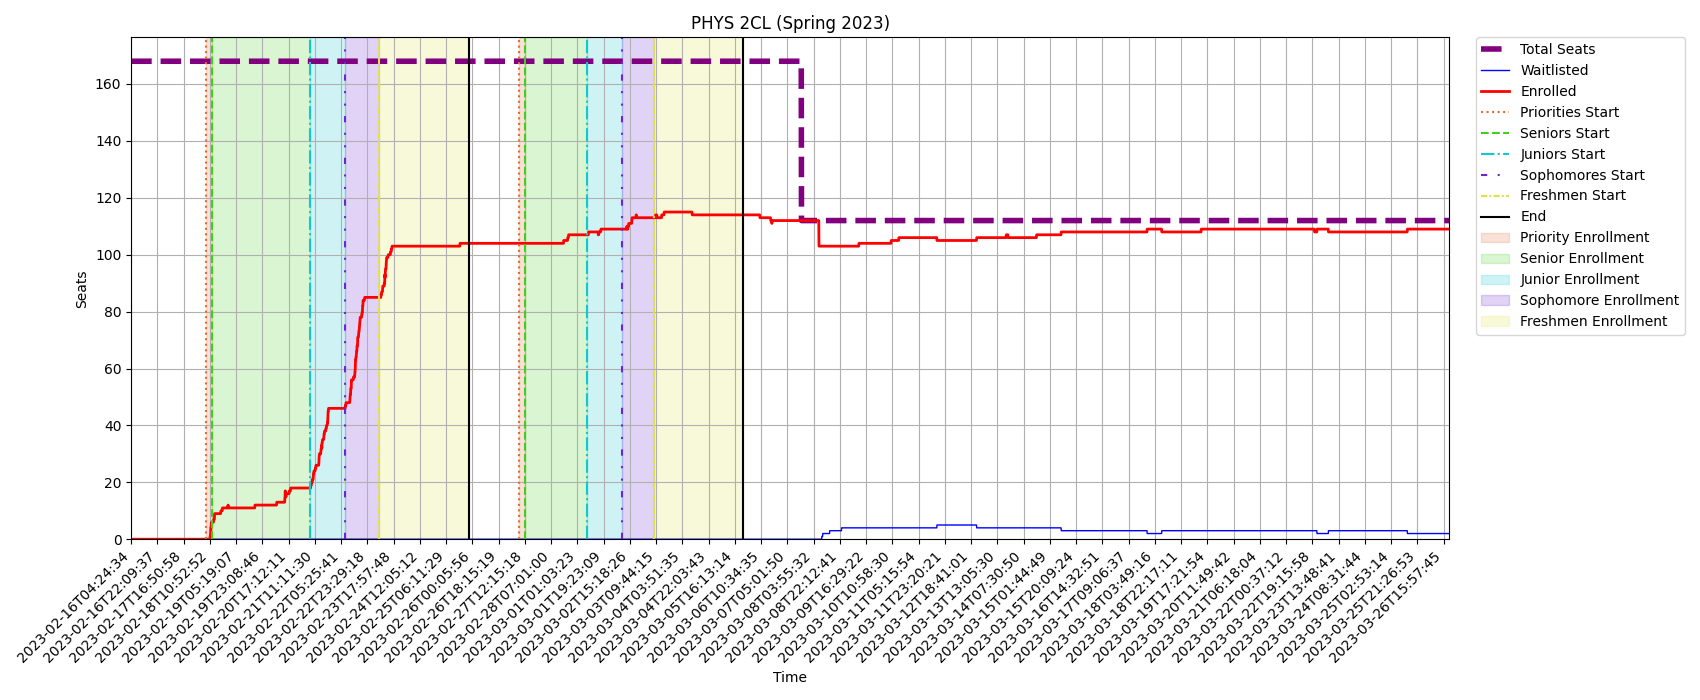 PHYS 2CL (Spring 2023)
Seats
160
140
120
100
80
60
40
20
0
2023-02-16T04:24:34
2023-02-16T22:09:37
2023-02-17T16:50:58
2023-02-18T10:52:52
2023-02-19T05:19:07
2023-02-19T23:08:46
2023-02-20T17:12:11
2023-02-21T11:11:30
2023-02-22T05:25:41
2023-02-22T23:29:18
2023-02-23T17:57:48
2023-02-24T12:05:12
2023-02-25T06:11:29
2023-02-26T00:05:56
2023-02-26T18:15:19
2023-02-27T12:15:18
2023-02-28T07:01:00
2023-03-01T01:03:23
2023-03-01T19:23:09
2023-03-02T15:18:26
2023-03-03T09:44:15
2023-03-04T03:51:35
2023-03-04T22:03:43
2023-03-05T16:13:14
2023-03-06T10:34:35
2023-03-07T05:01:50
2023-03-08T03:55:32
2023-03-08T22:12:41
2023-03-09T16:29:22
2023-03-10T10:58:30
2023-03-11T05:15:54
2023-03-11T23:20:21
2023-03-12T18:41:01
2023-03-13T13:05:30
2023-03-14T07:30:50
2023-03-15T01:44:49
2023-03-15T20:09:24
2023-03-16T14:32:51
2023-03-17T09:06:37
2023-03-18T03:49:16
2023-03-18T22:17:11
2023-03-19T17:21:54
2023-03-20T11:49:42
2023-03-21T06:18:04
2023-03-22T00:37:12
2023-03-22T19:15:58
2023-03-23T13:48:41
2023-03-24T08:31:44
2023-03-25T02:53:14
2023-03-25T21:26:53
2023-03-26T15:57:45
Time
Total Seats
Waitlisted
Enrolled
Priorities Start
Seniors Start
Juniors Start
Sophomores Start
Freshmen Start
End
Priority Enrollment
Senior Enrollment
Junior Enrollment
Sophomore Enrollment
Freshmen Enrollment